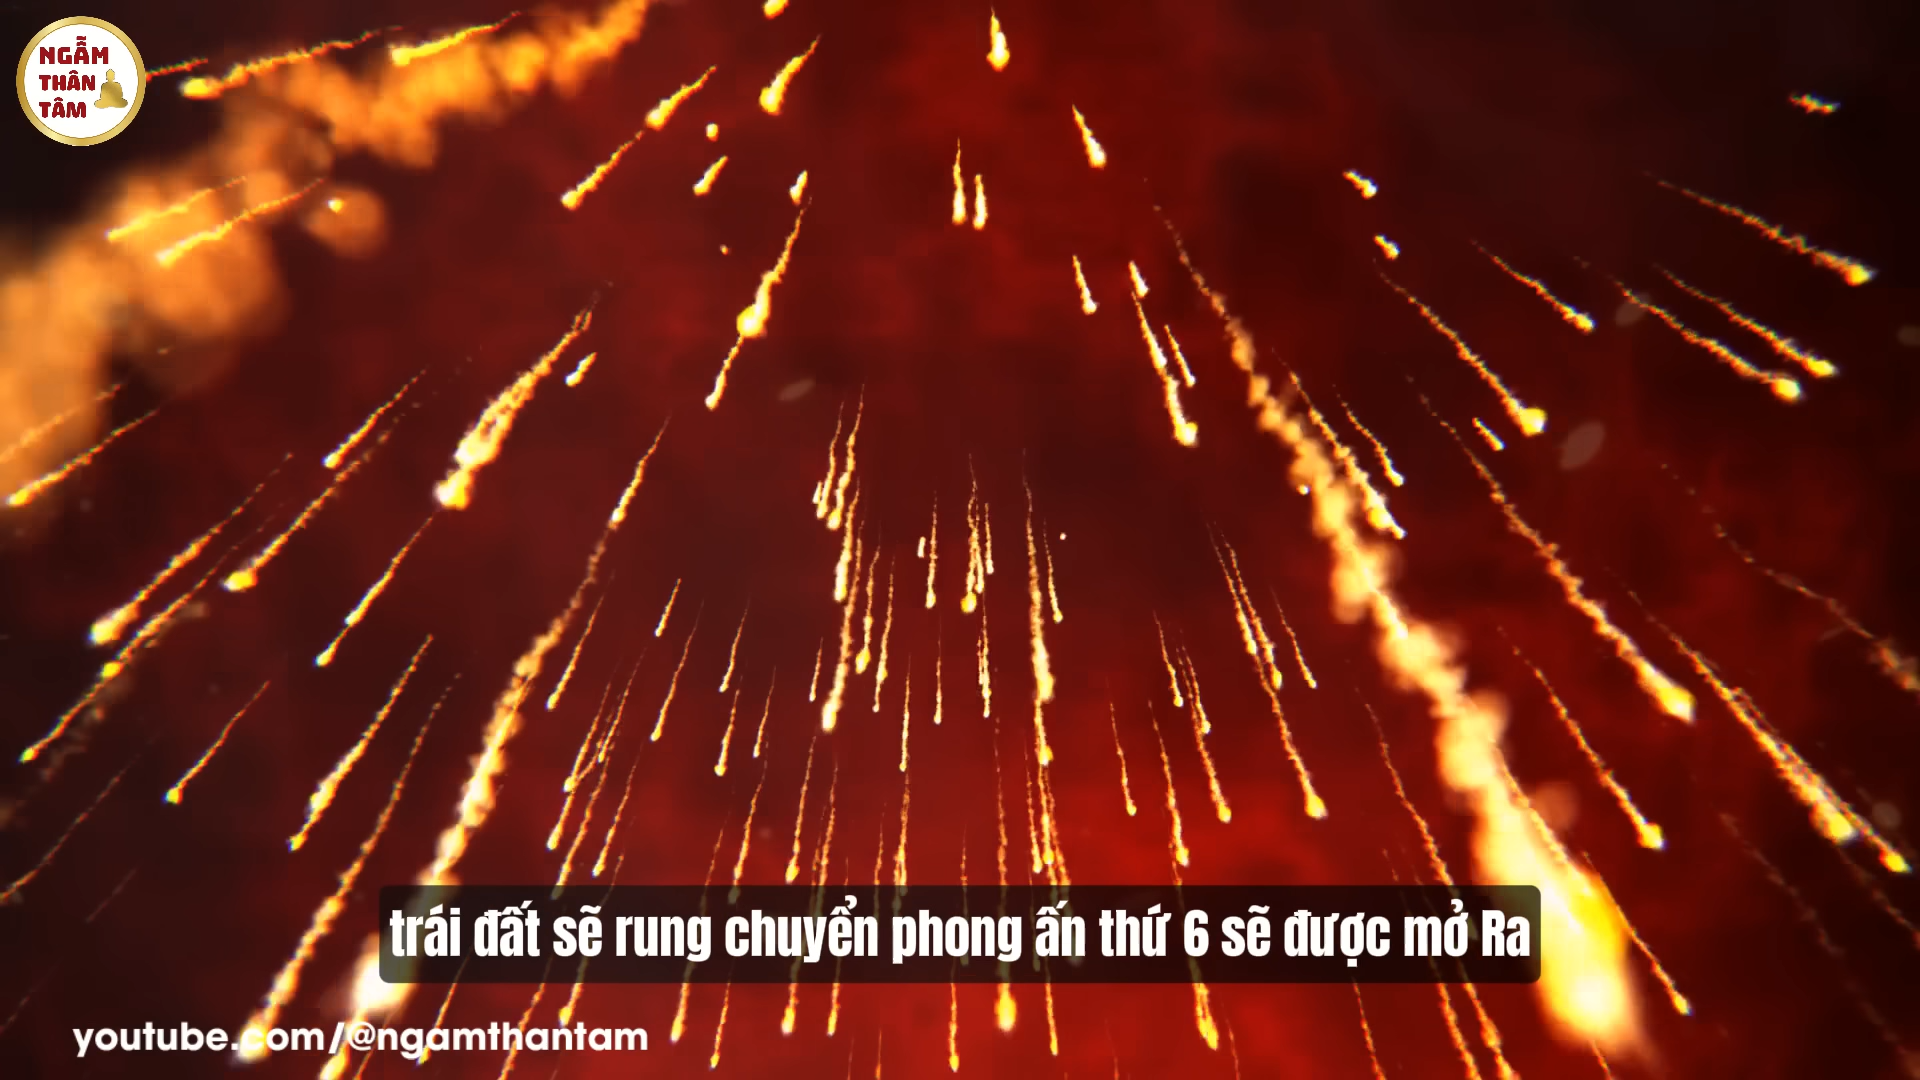 NGẪM
THÂN
TÂM
trái đất sẽ rung chuyển phong ấn thứ 6 sẽ được mở Ra
youtube.com/@ngamthantam